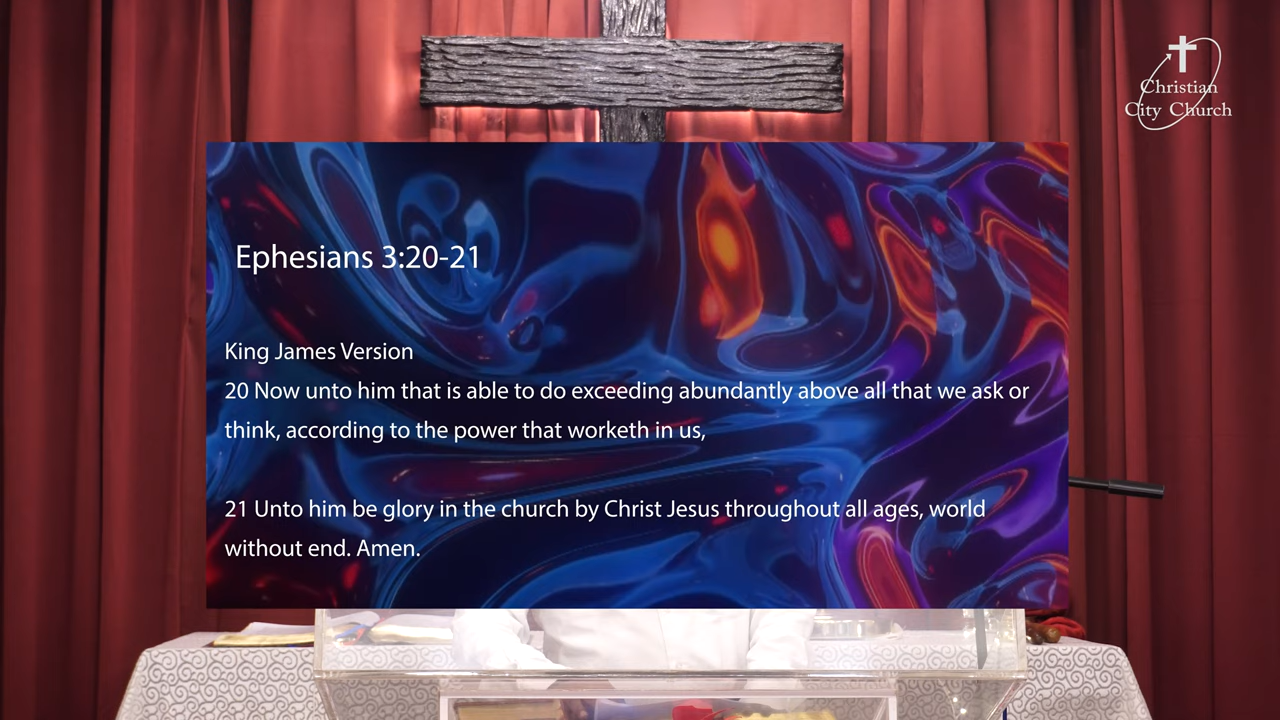 Christian
City Church
Ephesians 3:20-21
King James Version
20 Now unto him that is able to do exceeding abundantly above all that we ask or
think, according to the power that worketh in us,
21 Unto him be glory in the church by Christ Jesus throughout all ages, world
without end. Amen.